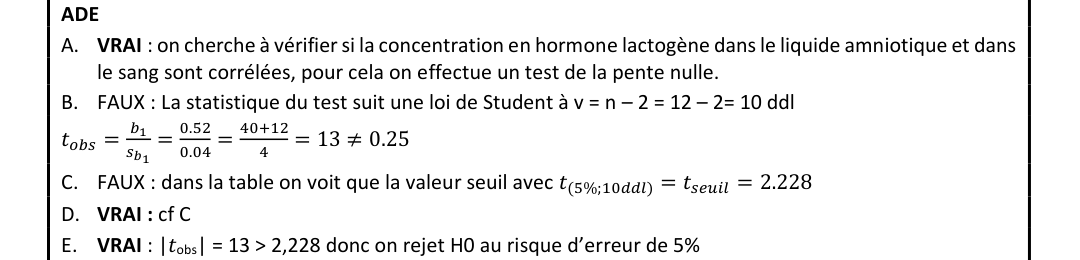 ADE
A. VRAI : on cherche à vérifier si la concentration en hormone lactogène dans le liquide amniotique et dans
le sang sont corrélées, pour cela on effectue un test de la pente nulle.
B. FAUX : La statistique du test suit une loi de Student à v = n – 2 = 12 – 2= 10 ddl
t_obs = b_1/s_b_1 = 0.52/0.04 = 40+12/4 = 13 ≠ 0.25
C. FAUX : dans la table on voit que la valeur seuil avec t_(5%;10ddl) = t_seuil = 2.228
D. VRAI : cf C
E. VRAI : |t_obs| = 13 > 2,228 donc on rejet H0 au risque d’erreur de 5%